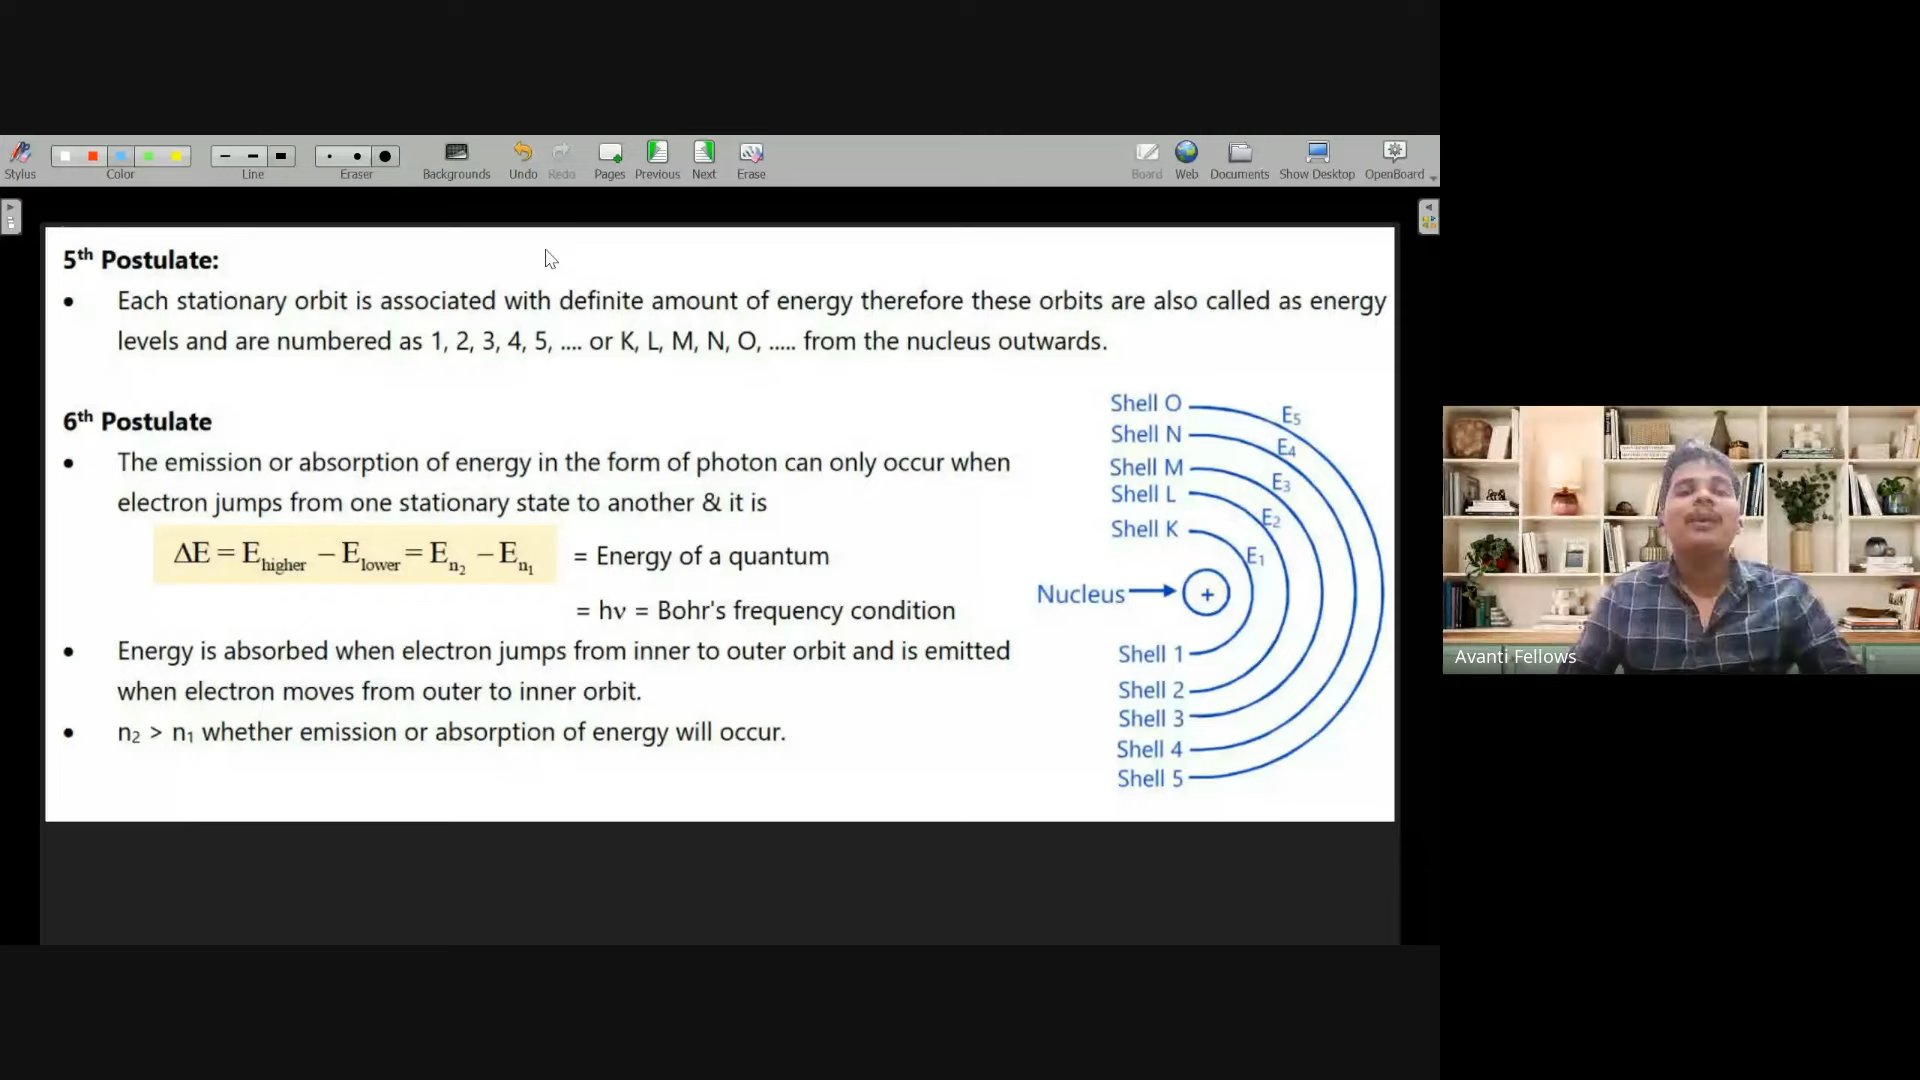 Stylus
Color
Line
Eraser
Backgrounds
Undo
Redo
Pages
Previous
Next
Erase
Board
Web
Documents
Show Desktop
OpenBoard
5th Postulate:
• Each stationary orbit is associated with definite amount of energy therefore these orbits are also called as energy
levels and are numbered as 1, 2, 3, 4, 5, .... or K, L, M, N, O, ..... from the nucleus outwards.
6th Postulate
• The emission or absorption of energy in the form of photon can only occur when
electron jumps from one stationary state to another & it is
ΔE = E_higher − E_lower = E_n₂ − E_n₁ = Energy of a quantum
= hν = Bohr's frequency condition
• Energy is absorbed when electron jumps from inner to outer orbit and is emitted
when electron moves from outer to inner orbit.
• n₂ > n₁ whether emission or absorption of energy will occur.
Shell O
E₅
Shell N
E₄
Shell M
E₃
Shell L
E₂
Shell K
E₁
Nucleus
+
Shell 1
Shell 2
Shell 3
Shell 4
Shell 5
Avanti Fellows